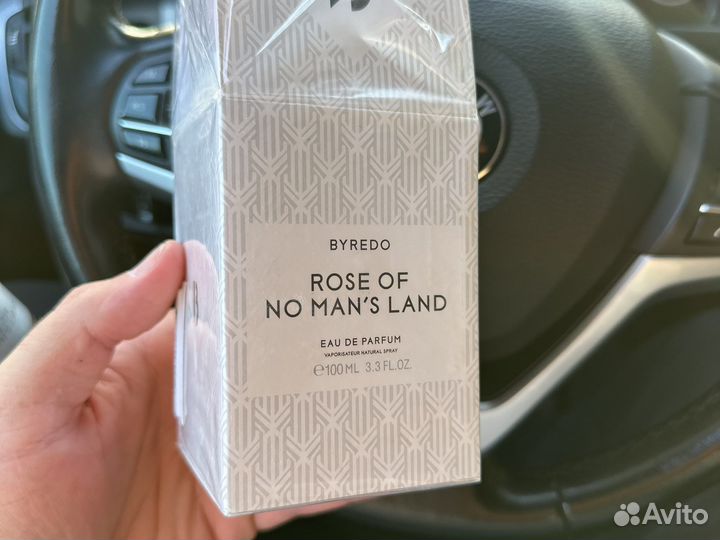 BYREDO
ROSE OF
NO MAN'S LAND
EAU DE PARFUM
VAPORISATEUR NATURAL SPRAY
℮100 ML 3.3 FL.OZ.
Avito